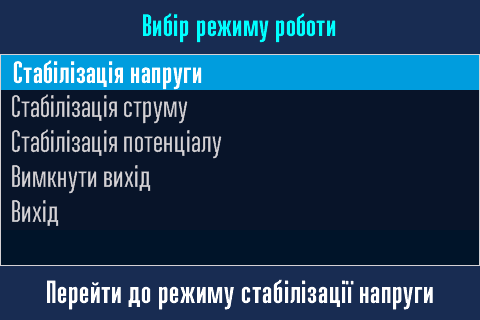 Вибір режиму роботи
Стабілізація напруги
Стабілізація струму
Стабілізація потенціалу
Вимкнути вихід
Вихід
Перейти до режиму стабілізації напруги